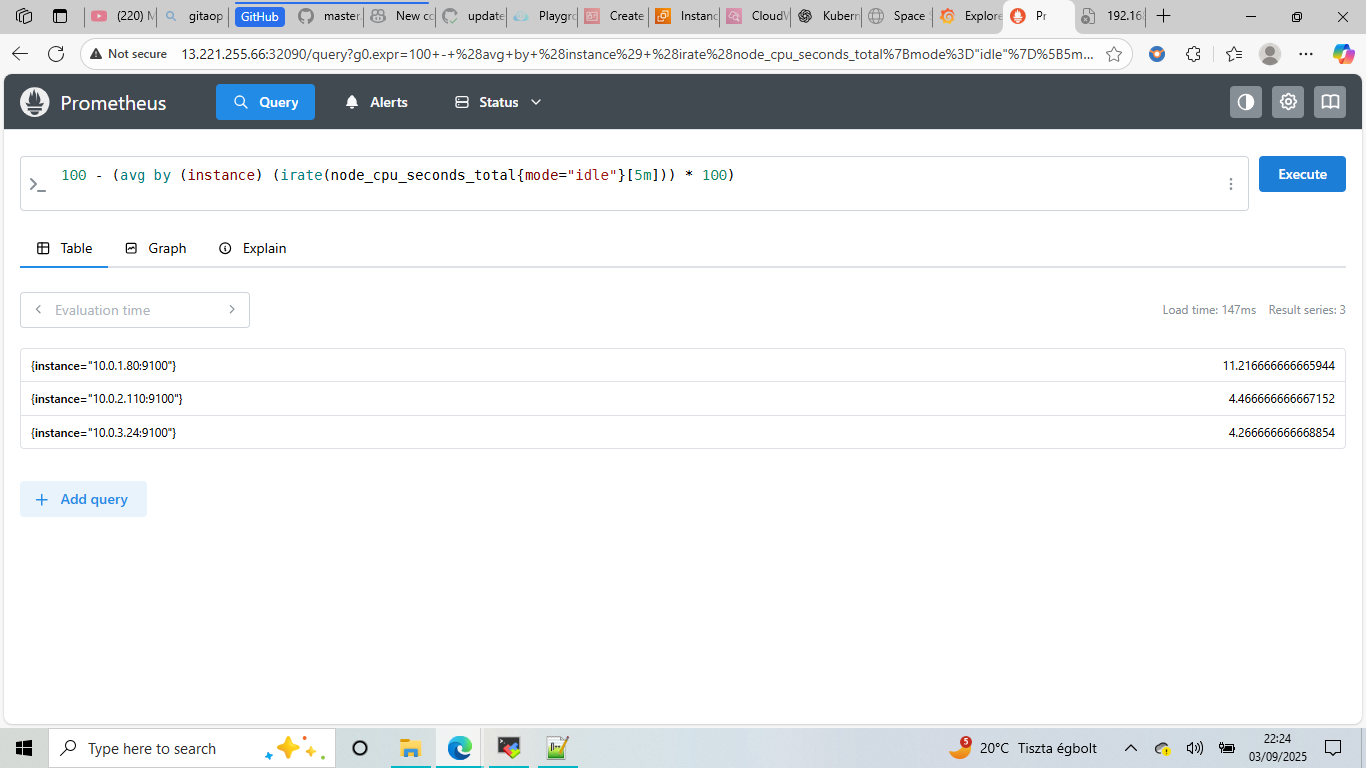 (220) M
gitaop
GitHub
master.
New cc
update
Playgro
Create
Instanc
CloudW
Kubern
Space
Explore
Pr
192.16
Not secure
13.221.255.66:32090/query?g0.expr=100+-+%28avg+by+%28instance%29+%28irate%28node_cpu_seconds_total%7Bmode%3D"idle"%7D%5B5m...
Prometheus
Query
Alerts
Status
100 - (avg by (instance) (irate(node_cpu_seconds_total{mode="idle"}[5m])) * 100)
Execute
Table
Graph
Explain
Evaluation time
Load time: 147ms Result series: 3
{instance="10.0.1.80:9100"} 11.216666666665944
{instance="10.0.2.110:9100"} 4.466666666667152
{instance="10.0.3.24:9100"} 4.266666666668854
Add query
Type here to search
5
20°C Tiszta égbolt
22:24
03/09/2025